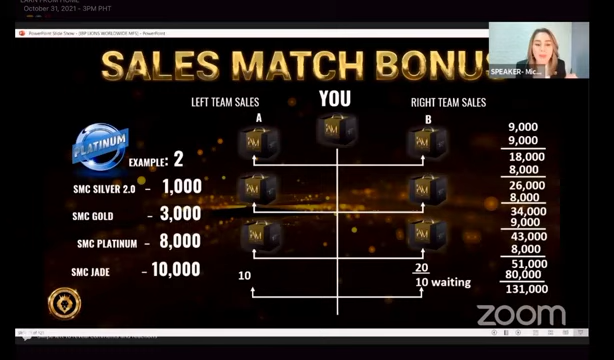 October 31, 2021 - 3PM PHT
SALES MATCH BONUS
SPEAKER- Mic...
LEFT TEAM SALES
YOU
RIGHT TEAM SALES
A
B
PLATINUM
EXAMPLE: 2
SMC SILVER 2.0 - 1,000
SMC GOLD - 3,000
SMC PLATINUM - 8,000
SMC JADE - 10,000
10
20
10 waiting
9,000
9,000
18,000
8,000
26,000
8,000
34,000
9,000
43,000
8,000
51,000
80,000
131,000
zoom